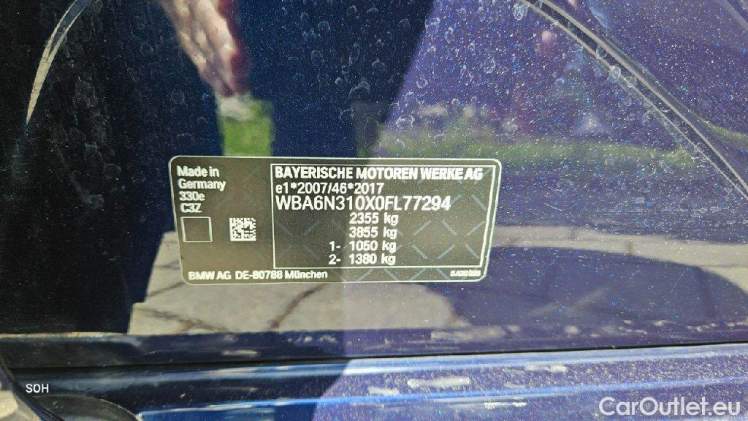 Made in
Germany
330e
C3Z
BAYERISCHE MOTOREN WERKE AG
e1*2007/46*2017
WBA6N310X0FL77294
2355 kg
3855 kg
1- 1050 kg
2- 1380 kg
BMW AG DE-80788 München
SOH
CarOutlet.eu